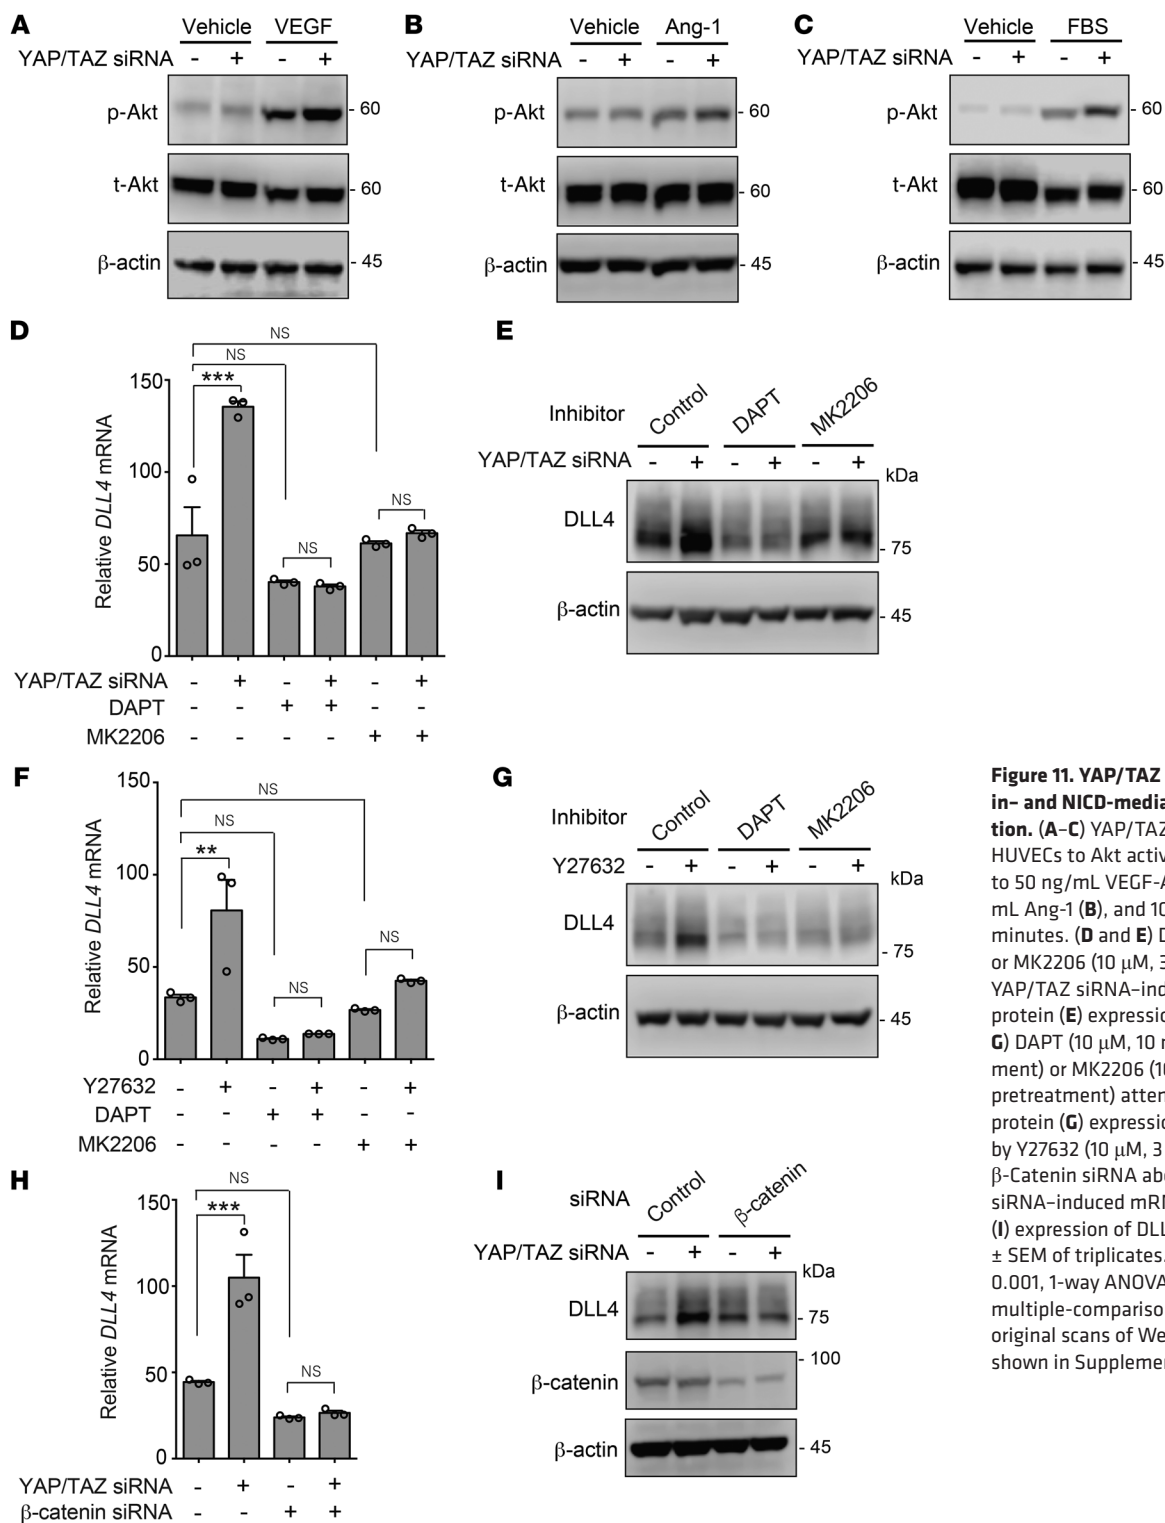 A
Vehicle VEGF
YAP/TAZ siRNA - + - +
p-Akt - 60
t-Akt - 60
β-actin - 45
B
Vehicle Ang-1
YAP/TAZ siRNA - + - +
p-Akt - 60
t-Akt - 60
β-actin - 45
C
Vehicle FBS
YAP/TAZ siRNA - + - +
p-Akt - 60
t-Akt - 60
β-actin - 45
D
NS
NS
***
NS
NS
Relative DLL4 mRNA
150
100
50
0
YAP/TAZ siRNA - + - + - +
DAPT - - + + - -
MK2206 - - - - + +
E
Inhibitor Control DAPT MK2206
YAP/TAZ siRNA - + - + - +
kDa
DLL4 - 75
β-actin - 45
F
NS
NS
**
NS
NS
Relative DLL4 mRNA
150
100
50
0
Y27632 - + - + - +
DAPT - - + + - -
MK2206 - - - - + +
G
Inhibitor Control DAPT MK2206
Y27632 - + - + - +
kDa
DLL4 - 75
β-actin - 45
H
NS
***
NS
Relative DLL4 mRNA
150
100
50
0
YAP/TAZ siRNA - + - +
β-catenin siRNA - - + +
I
siRNA Control β-catenin
YAP/TAZ siRNA - + - +
kDa
DLL4 - 75
- 100
β-catenin
β-actin - 45
Figure 11. YAP/TAZ
in– and NICD-media
tion. (A–C) YAP/TAZ
HUVECs to Akt activ
to 50 ng/mL VEGF-A
mL Ang-1 (B), and 10
minutes. (D and E) D
or MK2206 (10 μM, 3
YAP/TAZ siRNA–ind
protein (E) expressio
G) DAPT (10 μM, 10 m
ment) or MK2206 (10
pretreatment) atten
protein (G) expressio
by Y27632 (10 μM, 3
β-Catenin siRNA abo
siRNA–induced mRN
(I) expression of DLL
± SEM of triplicates.
0.001, 1-way ANOVA
multiple-compariso
original scans of We
shown in Supplemen